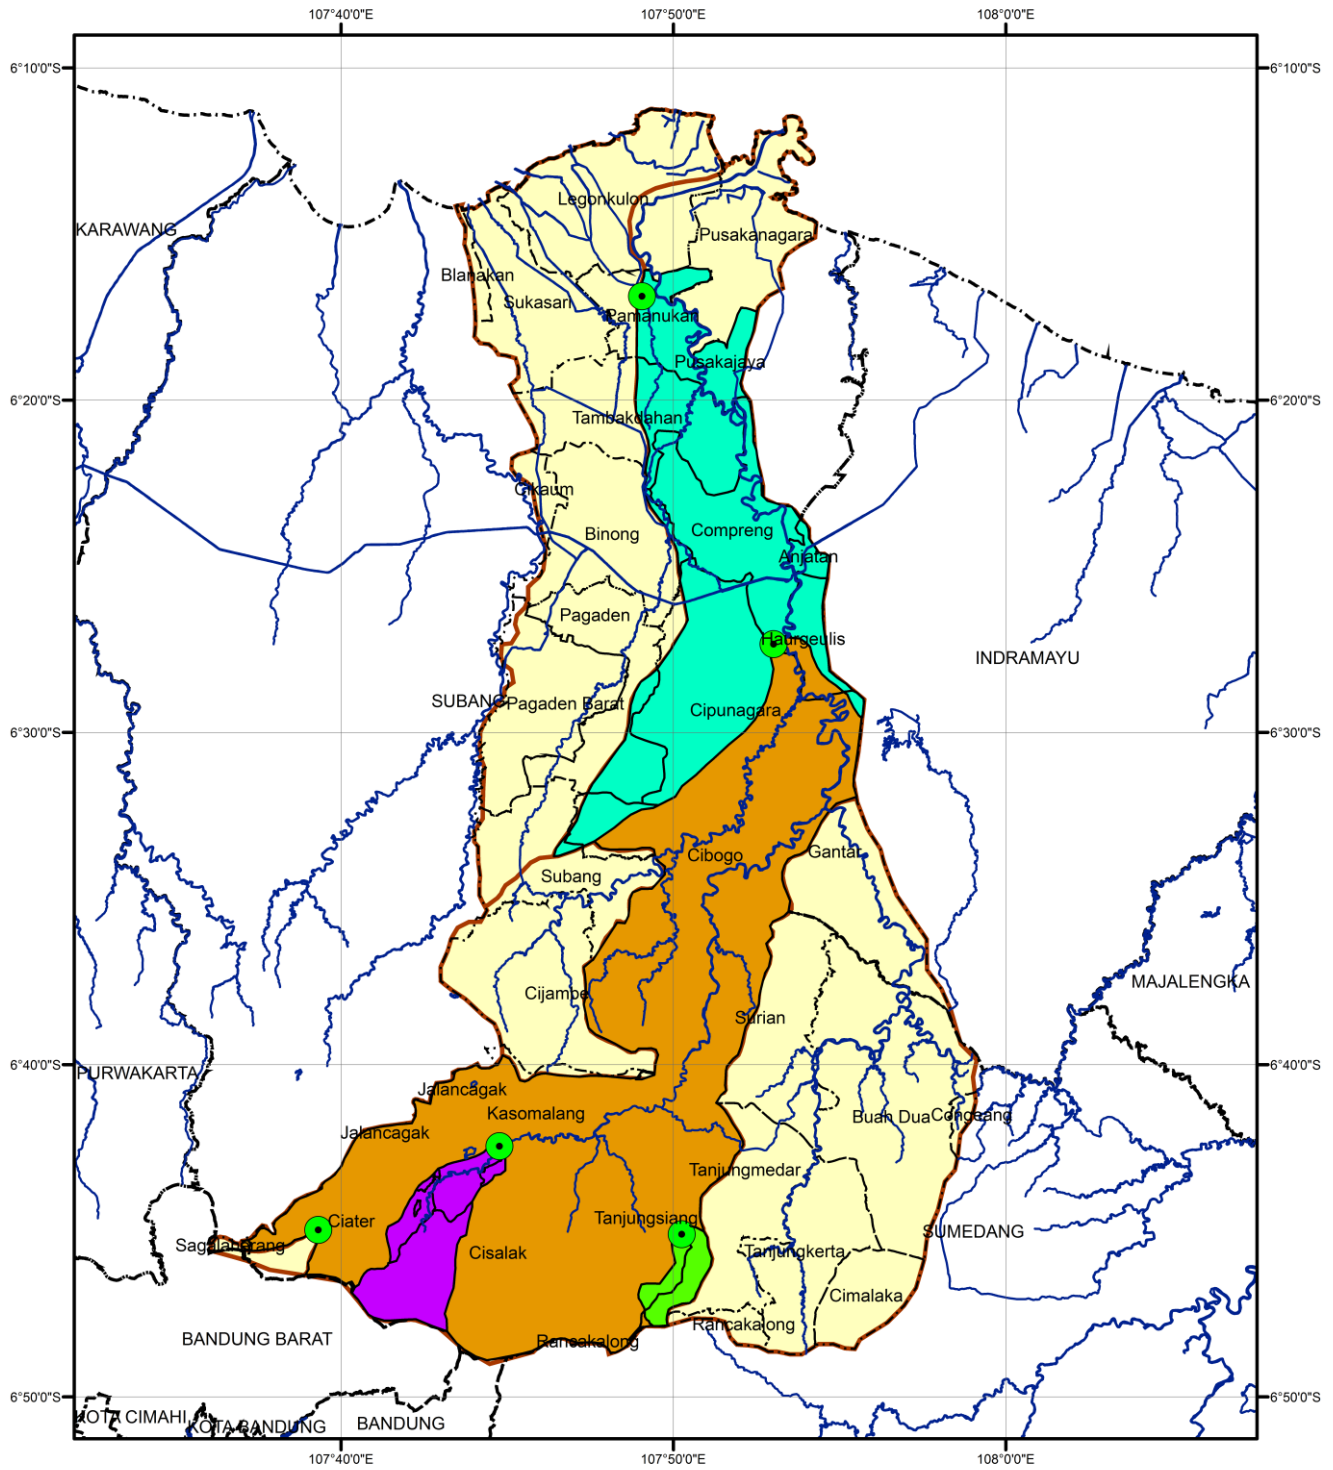 107°40'0"E
107°50'0"E
108°0'0"E
6°10'0"S
6°10'0"S
Legonkulon
KARAWANG
Pusakanagara
Blanakan
Sukasari
Pamanukan
Pusakajaya
6°20'0"S
6°20'0"S
Tambakdahan
Cikaum
Binong
Compreng
Anjatan
Pagaden
Haurgeulis
INDRAMAYU
SUBANG
Pagaden Barat
Cipunagara
6°30'0"S
6°30'0"S
Cibogo
Gantar
Subang
MAJALENGKA
Cijambe
Surian
6°40'0"S
6°40'0"S
PURWAKARTA
Jalancagak
Kasomalang
Buah Dua
Congeang
Jalancagak
Tanjungmedar
Ciater
Tanjungsiang
SUMEDANG
Sagalaherang
Cisalak
Tanjungkerta
Cimalaka
Rancakalong
BANDUNG BARAT
Rancakalong
6°50'0"S
6°50'0"S
KOTA CIMAHI
KOTA BANDUNG
BANDUNG
107°40'0"E
107°50'0"E
108°0'0"E